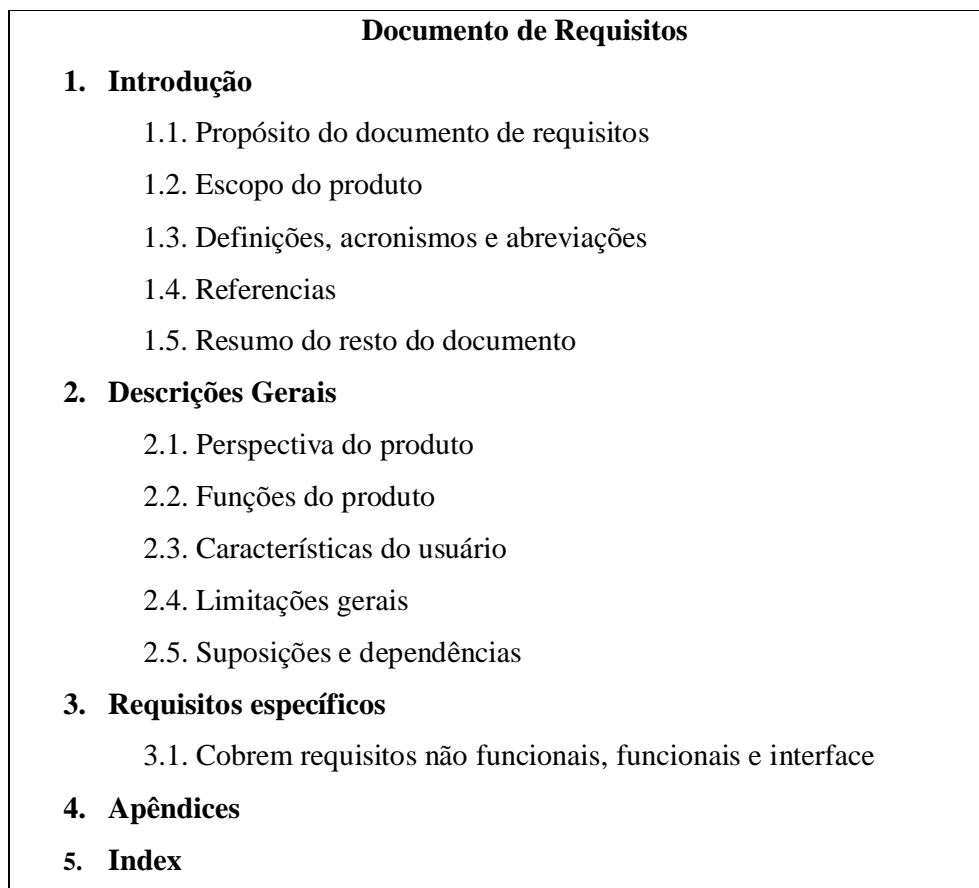 Documento de Requisitos
1. Introdução
1.1. Propósito do documento de requisitos
1.2. Escopo do produto
1.3. Definições, acronismos e abreviações
1.4. Referencias
1.5. Resumo do resto do documento
2. Descrições Gerais
2.1. Perspectiva do produto
2.2. Funções do produto
2.3. Características do usuário
2.4. Limitações gerais
2.5. Suposições e dependências
3. Requisitos específicos
3.1. Cobrem requisitos não funcionais, funcionais e interface
4. Apêndices
5. Index